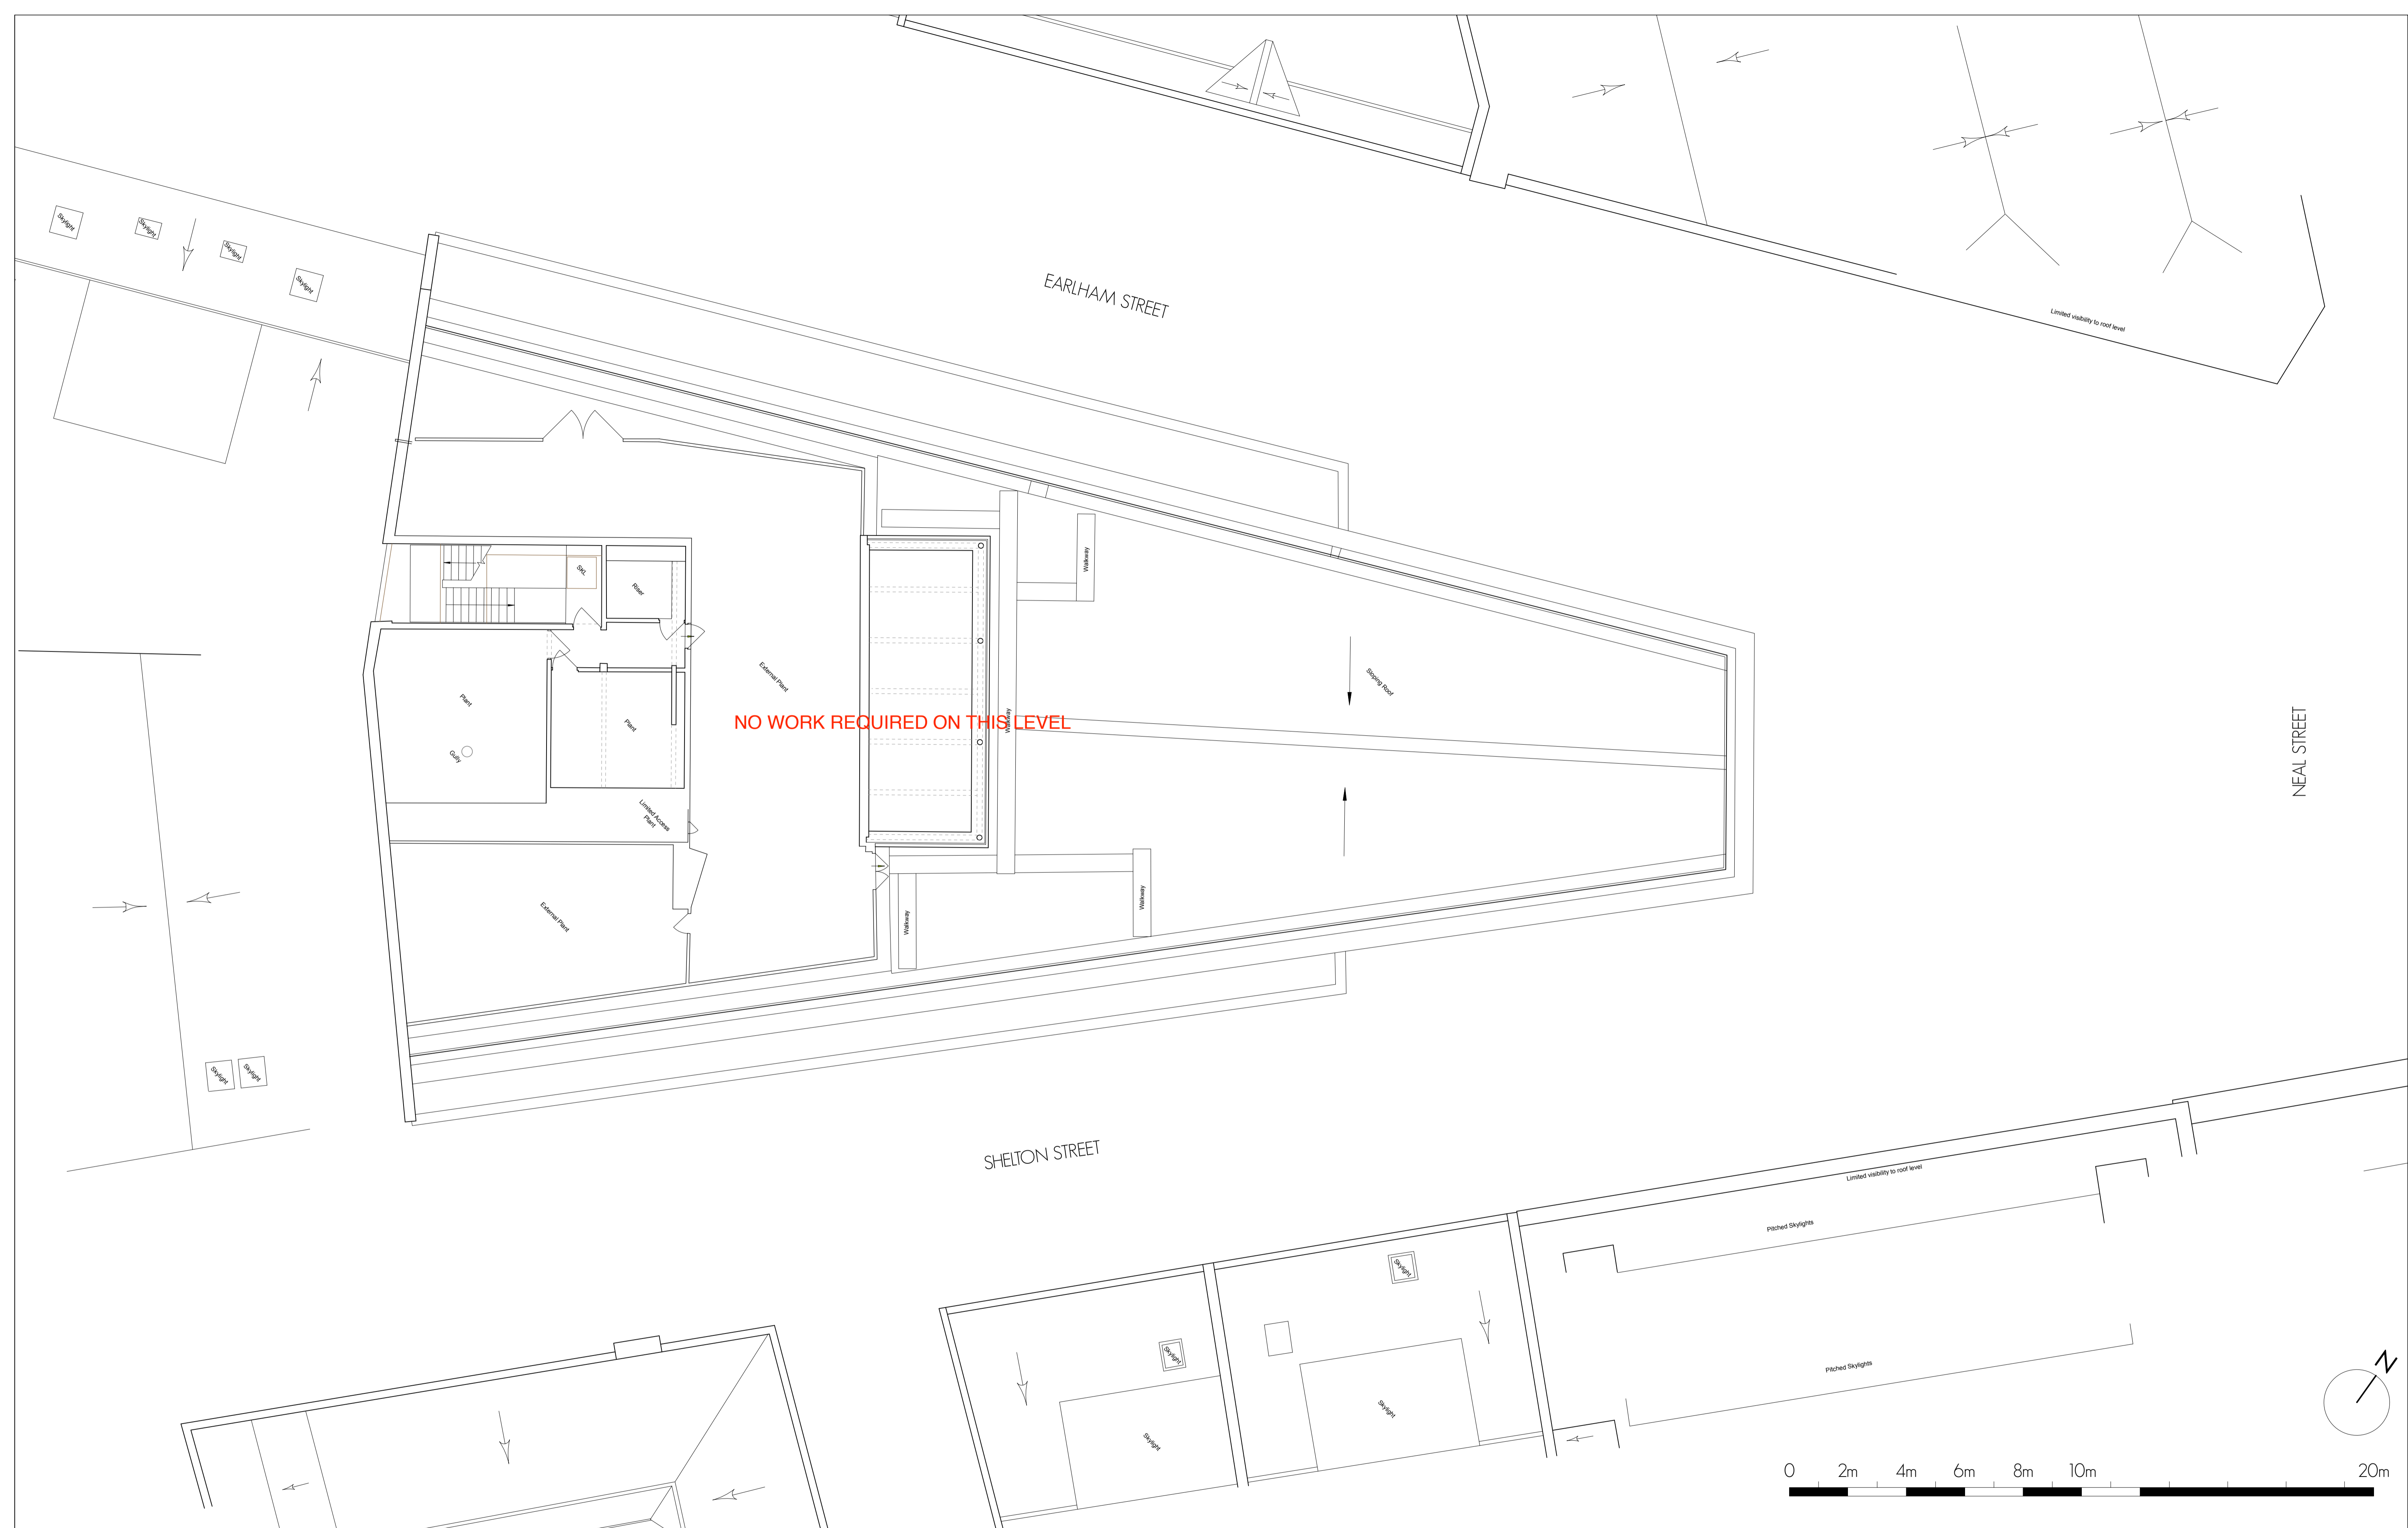 EARLHAM STREET
Limited visibility to roof level
Skylight
Skylight
Skylight
Skylight
SKL
Riser
Walkway
External Plant
Sloping Roof
Plant
Plant
Gully
NO WORK REQUIRED ON THIS LEVEL
Walkway
NEAL STREET
Limited Access
Plant
External Plant
Walkway
Walkway
Skylight
Skylight
SHELTON STREET
Limited visibility to roof level
Pitched Skylights
Skylight
Skylight
Pitched Skylights
Skylight
Skylight
N
0 2m 4m 6m 8m 10m 20m